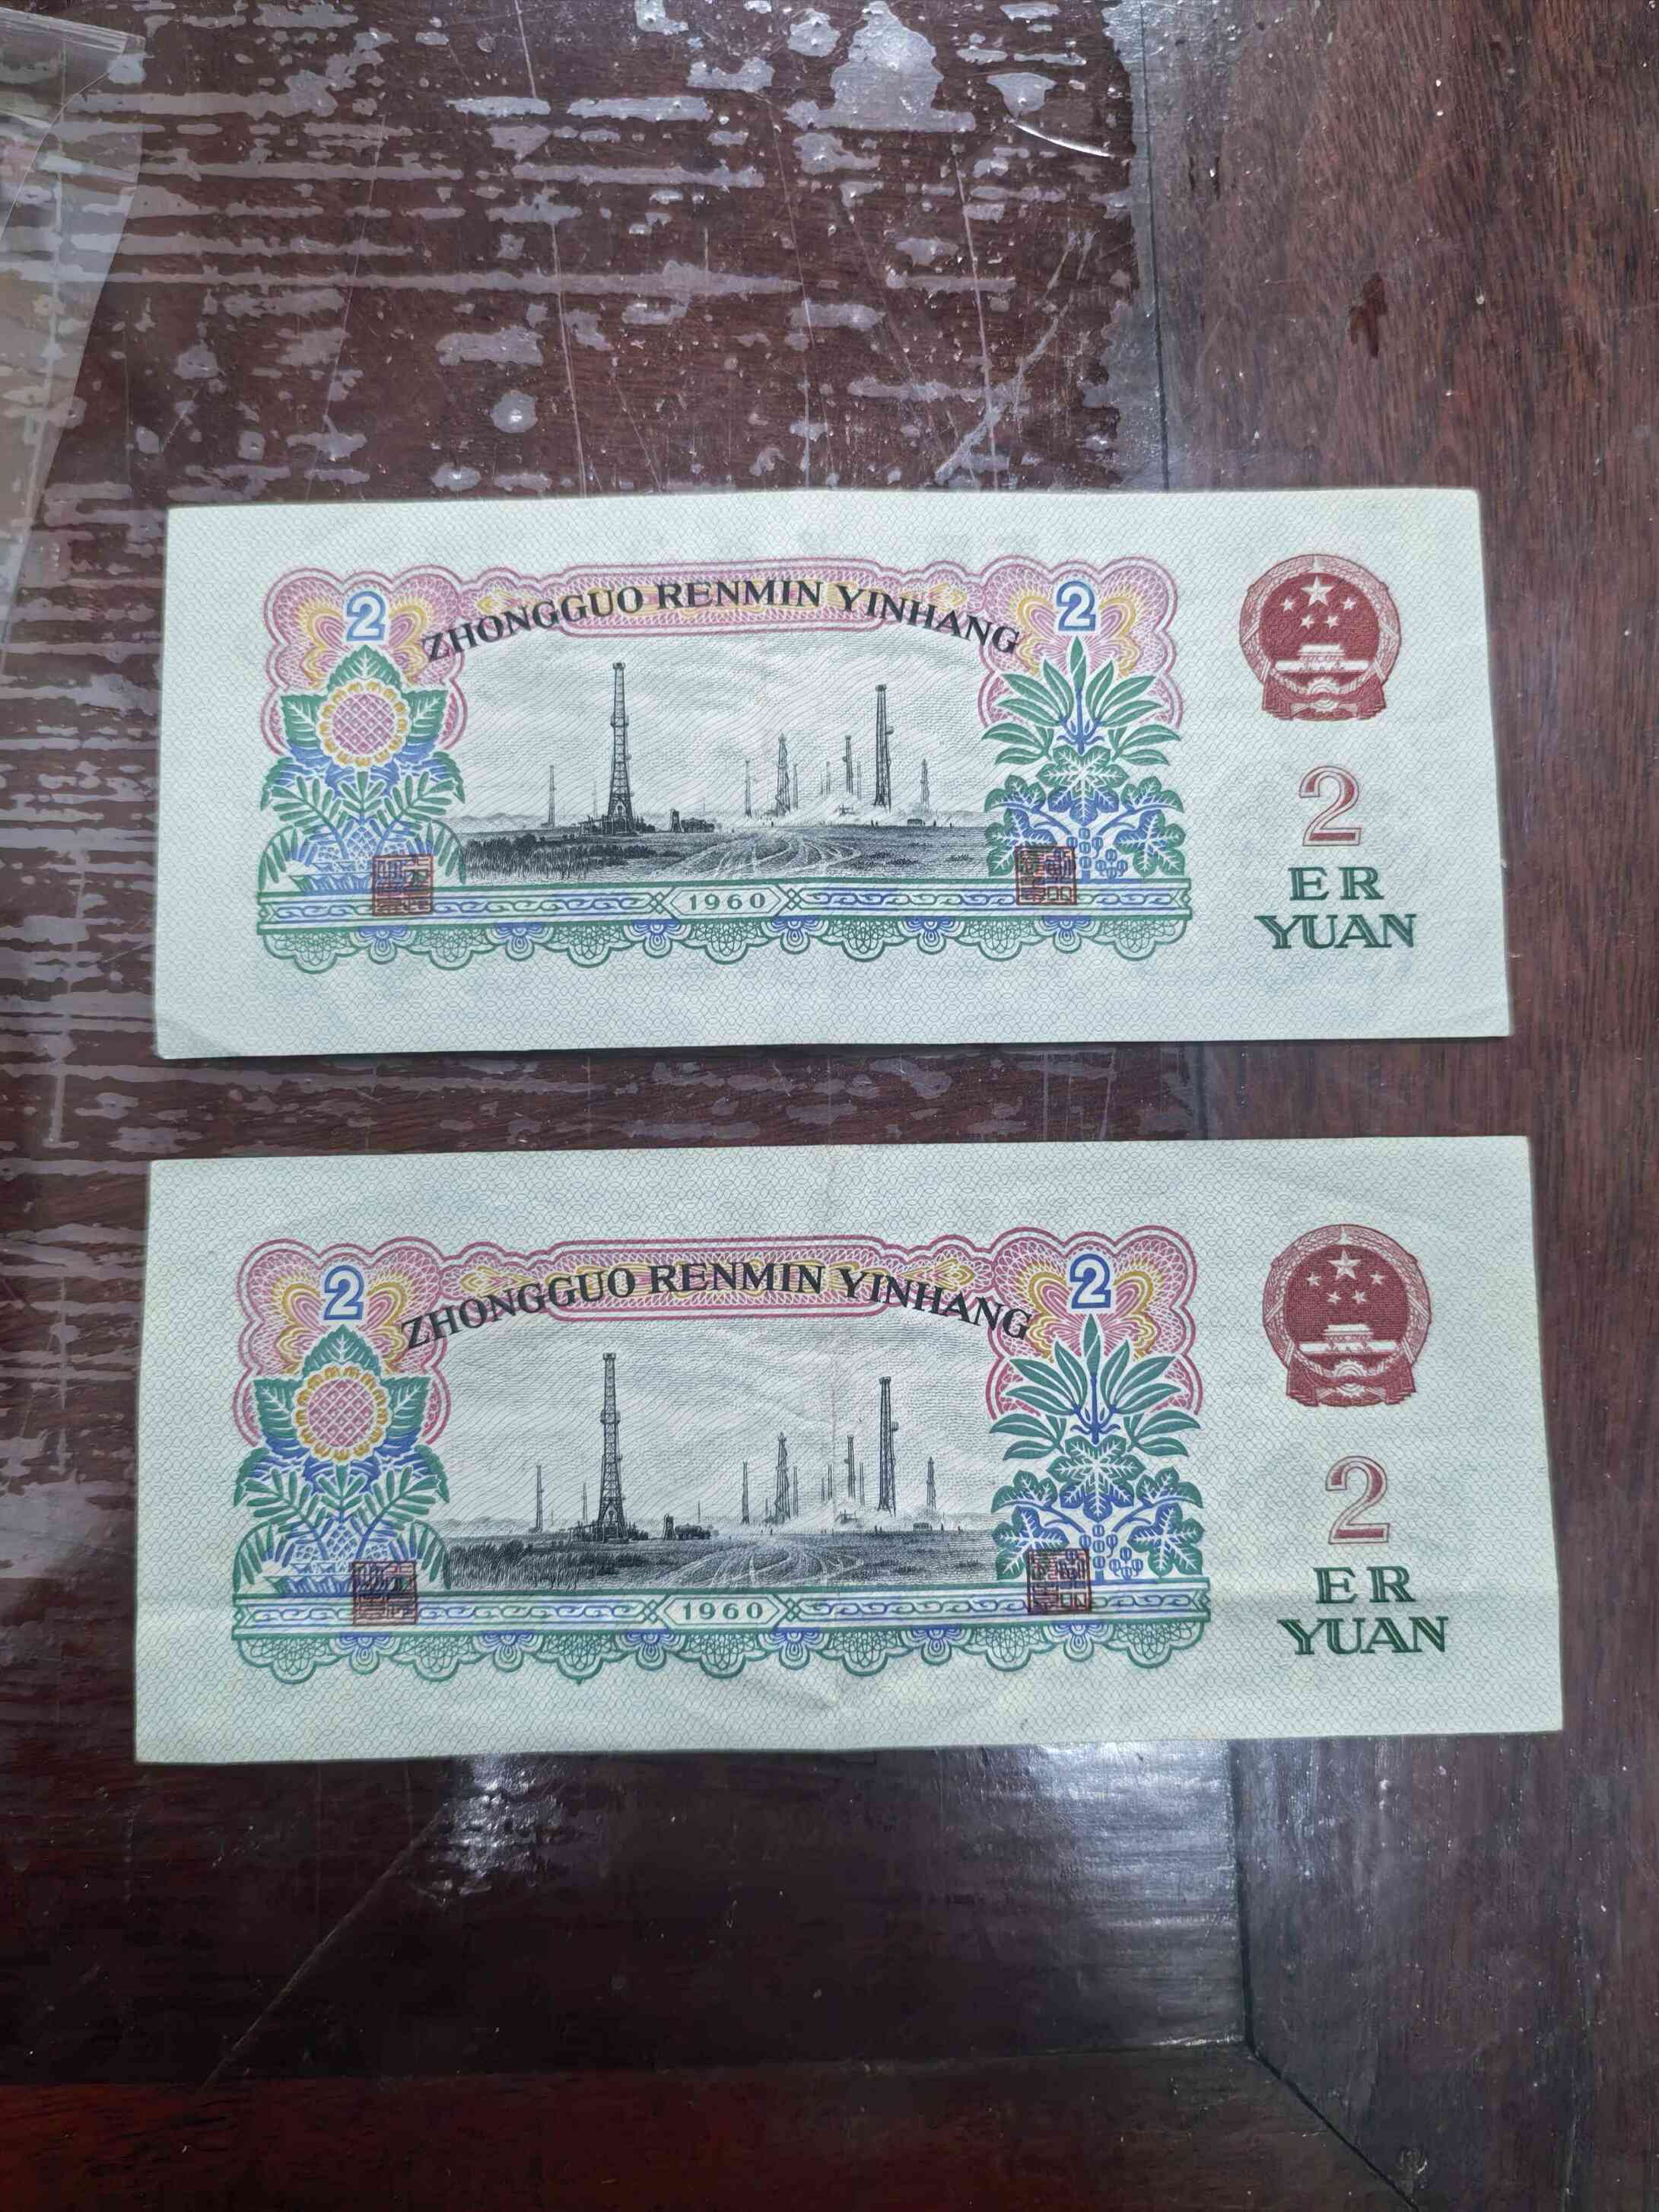 2
ZHONGGUO RENMIN YINHANG
2
2
ER
YUAN
1960
2
ZHONGGUO RENMIN YINHANG
2
2
ER
YUAN
1960